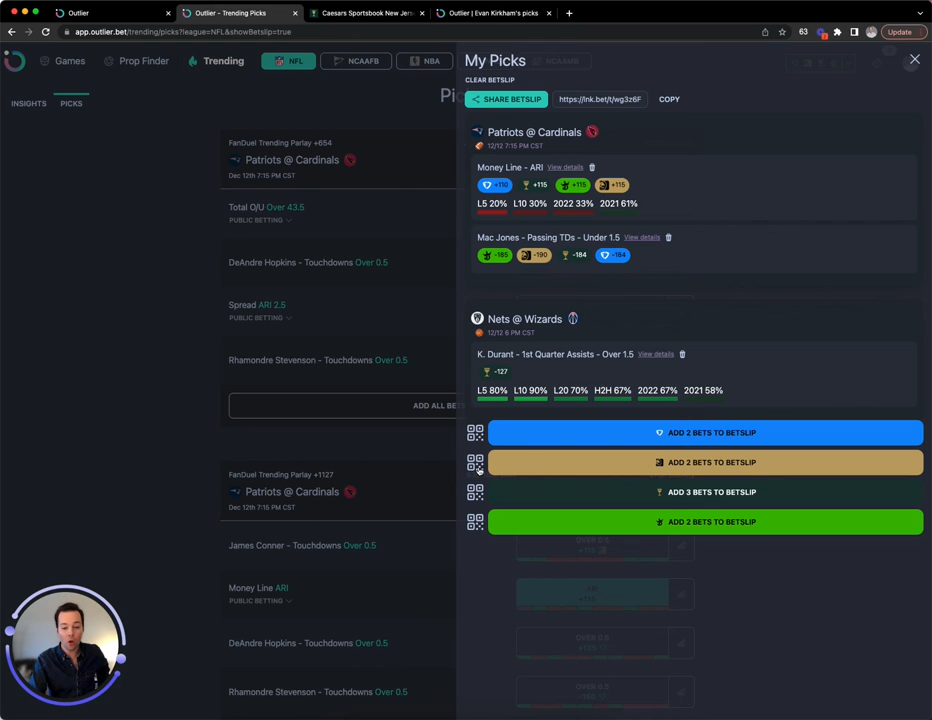 Outlier
Outlier - Trending Picks
Caesars Sportsbook New Jers
Outlier | Evan Kirkham's picks
app.outlier.bet/trending/picks?league=NFL&showBetslip=true
63
Update
Games
Prop Finder
Trending
NFL
NCAAFB
NBA
INSIGHTS
PICKS
FanDuel Trending Parlay +654
Patriots @ Cardinals
Dec 12th 7:15 PM CST
Total O/U Over 43.5
PUBLIC BETTING
DeAndre Hopkins - Touchdowns Over 0.5
Spread ARI 2.5
PUBLIC BETTING
Rhamondre Stevenson - Touchdowns Over 0.5
ADD ALL BE
FanDuel Trending Parlay +1127
Patriots @ Cardinals
Dec 12th 7:15 PM CST
James Conner - Touchdowns Over 0.5
Money Line ARI
PUBLIC BETTING
DeAndre Hopkins - Touchdowns Over 0.5
Rhamondre Stevenson - Touchdowns Over 0.5
My Picks
CLEAR BETSLIP
SHARE BETSLIP
https://lnk.bet/t/wg3z6F
COPY
Patriots @ Cardinals
12/12 7:15 PM CST
Money Line - ARI View details
+110 +115 +115 +115
L5 20% L10 30% 2022 33% 2021 61%
Mac Jones - Passing TDs - Under 1.5 View details
-185 -190 -184 -184
Nets @ Wizards
12/12 6 PM CST
K. Durant - 1st Quarter Assists - Over 1.5 View details
-127
L5 80% L10 90% L20 70% H2H 67% 2022 67% 2021 58%
ADD 2 BETS TO BETSLIP
ADD 2 BETS TO BETSLIP
ADD 3 BETS TO BETSLIP
ADD 2 BETS TO BETSLIP